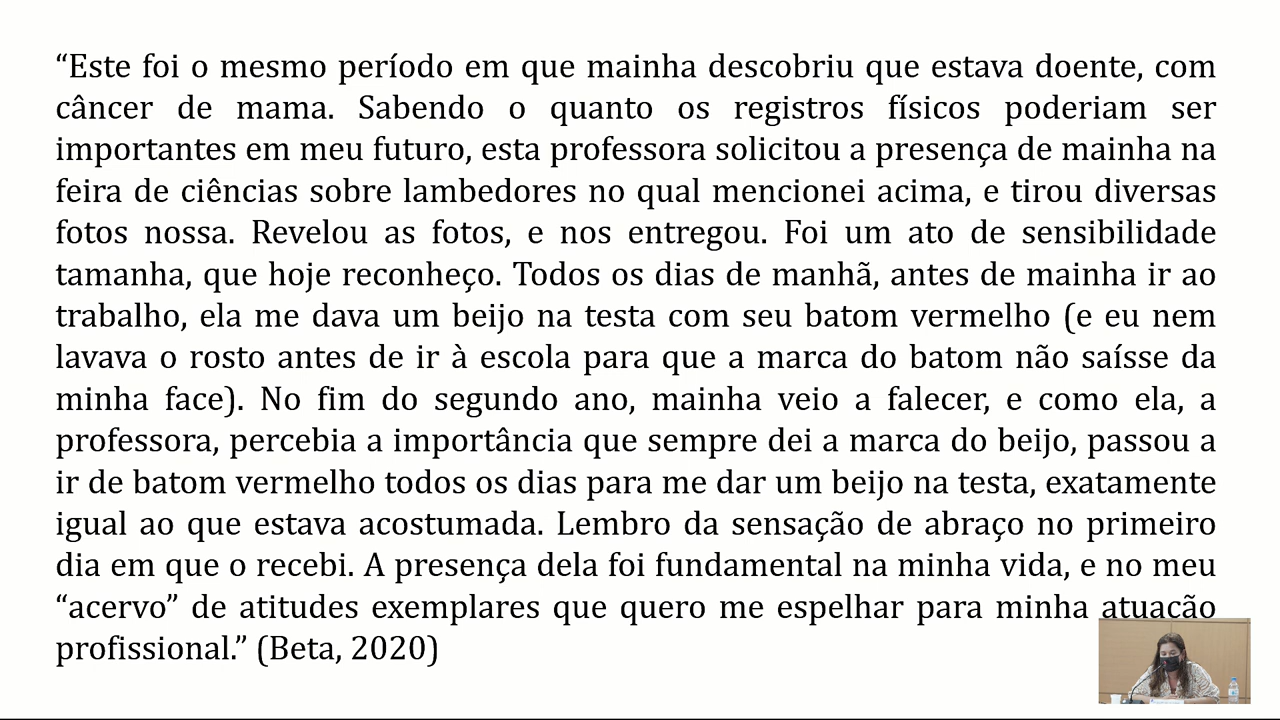 “Este foi o mesmo período em que mainha descobriu que estava doente, com
câncer de mama. Sabendo o quanto os registros físicos poderiam ser
importantes em meu futuro, esta professora solicitou a presença de mainha na
feira de ciências sobre lambedores no qual mencionei acima, e tirou diversas
fotos nossa. Revelou as fotos, e nos entregou. Foi um ato de sensibilidade
tamanha, que hoje reconheço. Todos os dias de manhã, antes de mainha ir ao
trabalho, ela me dava um beijo na testa com seu batom vermelho (e eu nem
lavava o rosto antes de ir à escola para que a marca do batom não saísse da
minha face). No fim do segundo ano, mainha veio a falecer, e como ela, a
professora, percebia a importância que sempre dei a marca do beijo, passou a
ir de batom vermelho todos os dias para me dar um beijo na testa, exatamente
igual ao que estava acostumada. Lembro da sensação de abraço no primeiro
dia em que o recebi. A presença dela foi fundamental na minha vida, e no meu
“acervo” de atitudes exemplares que quero me espelhar para minha atuação
profissional.” (Beta, 2020)